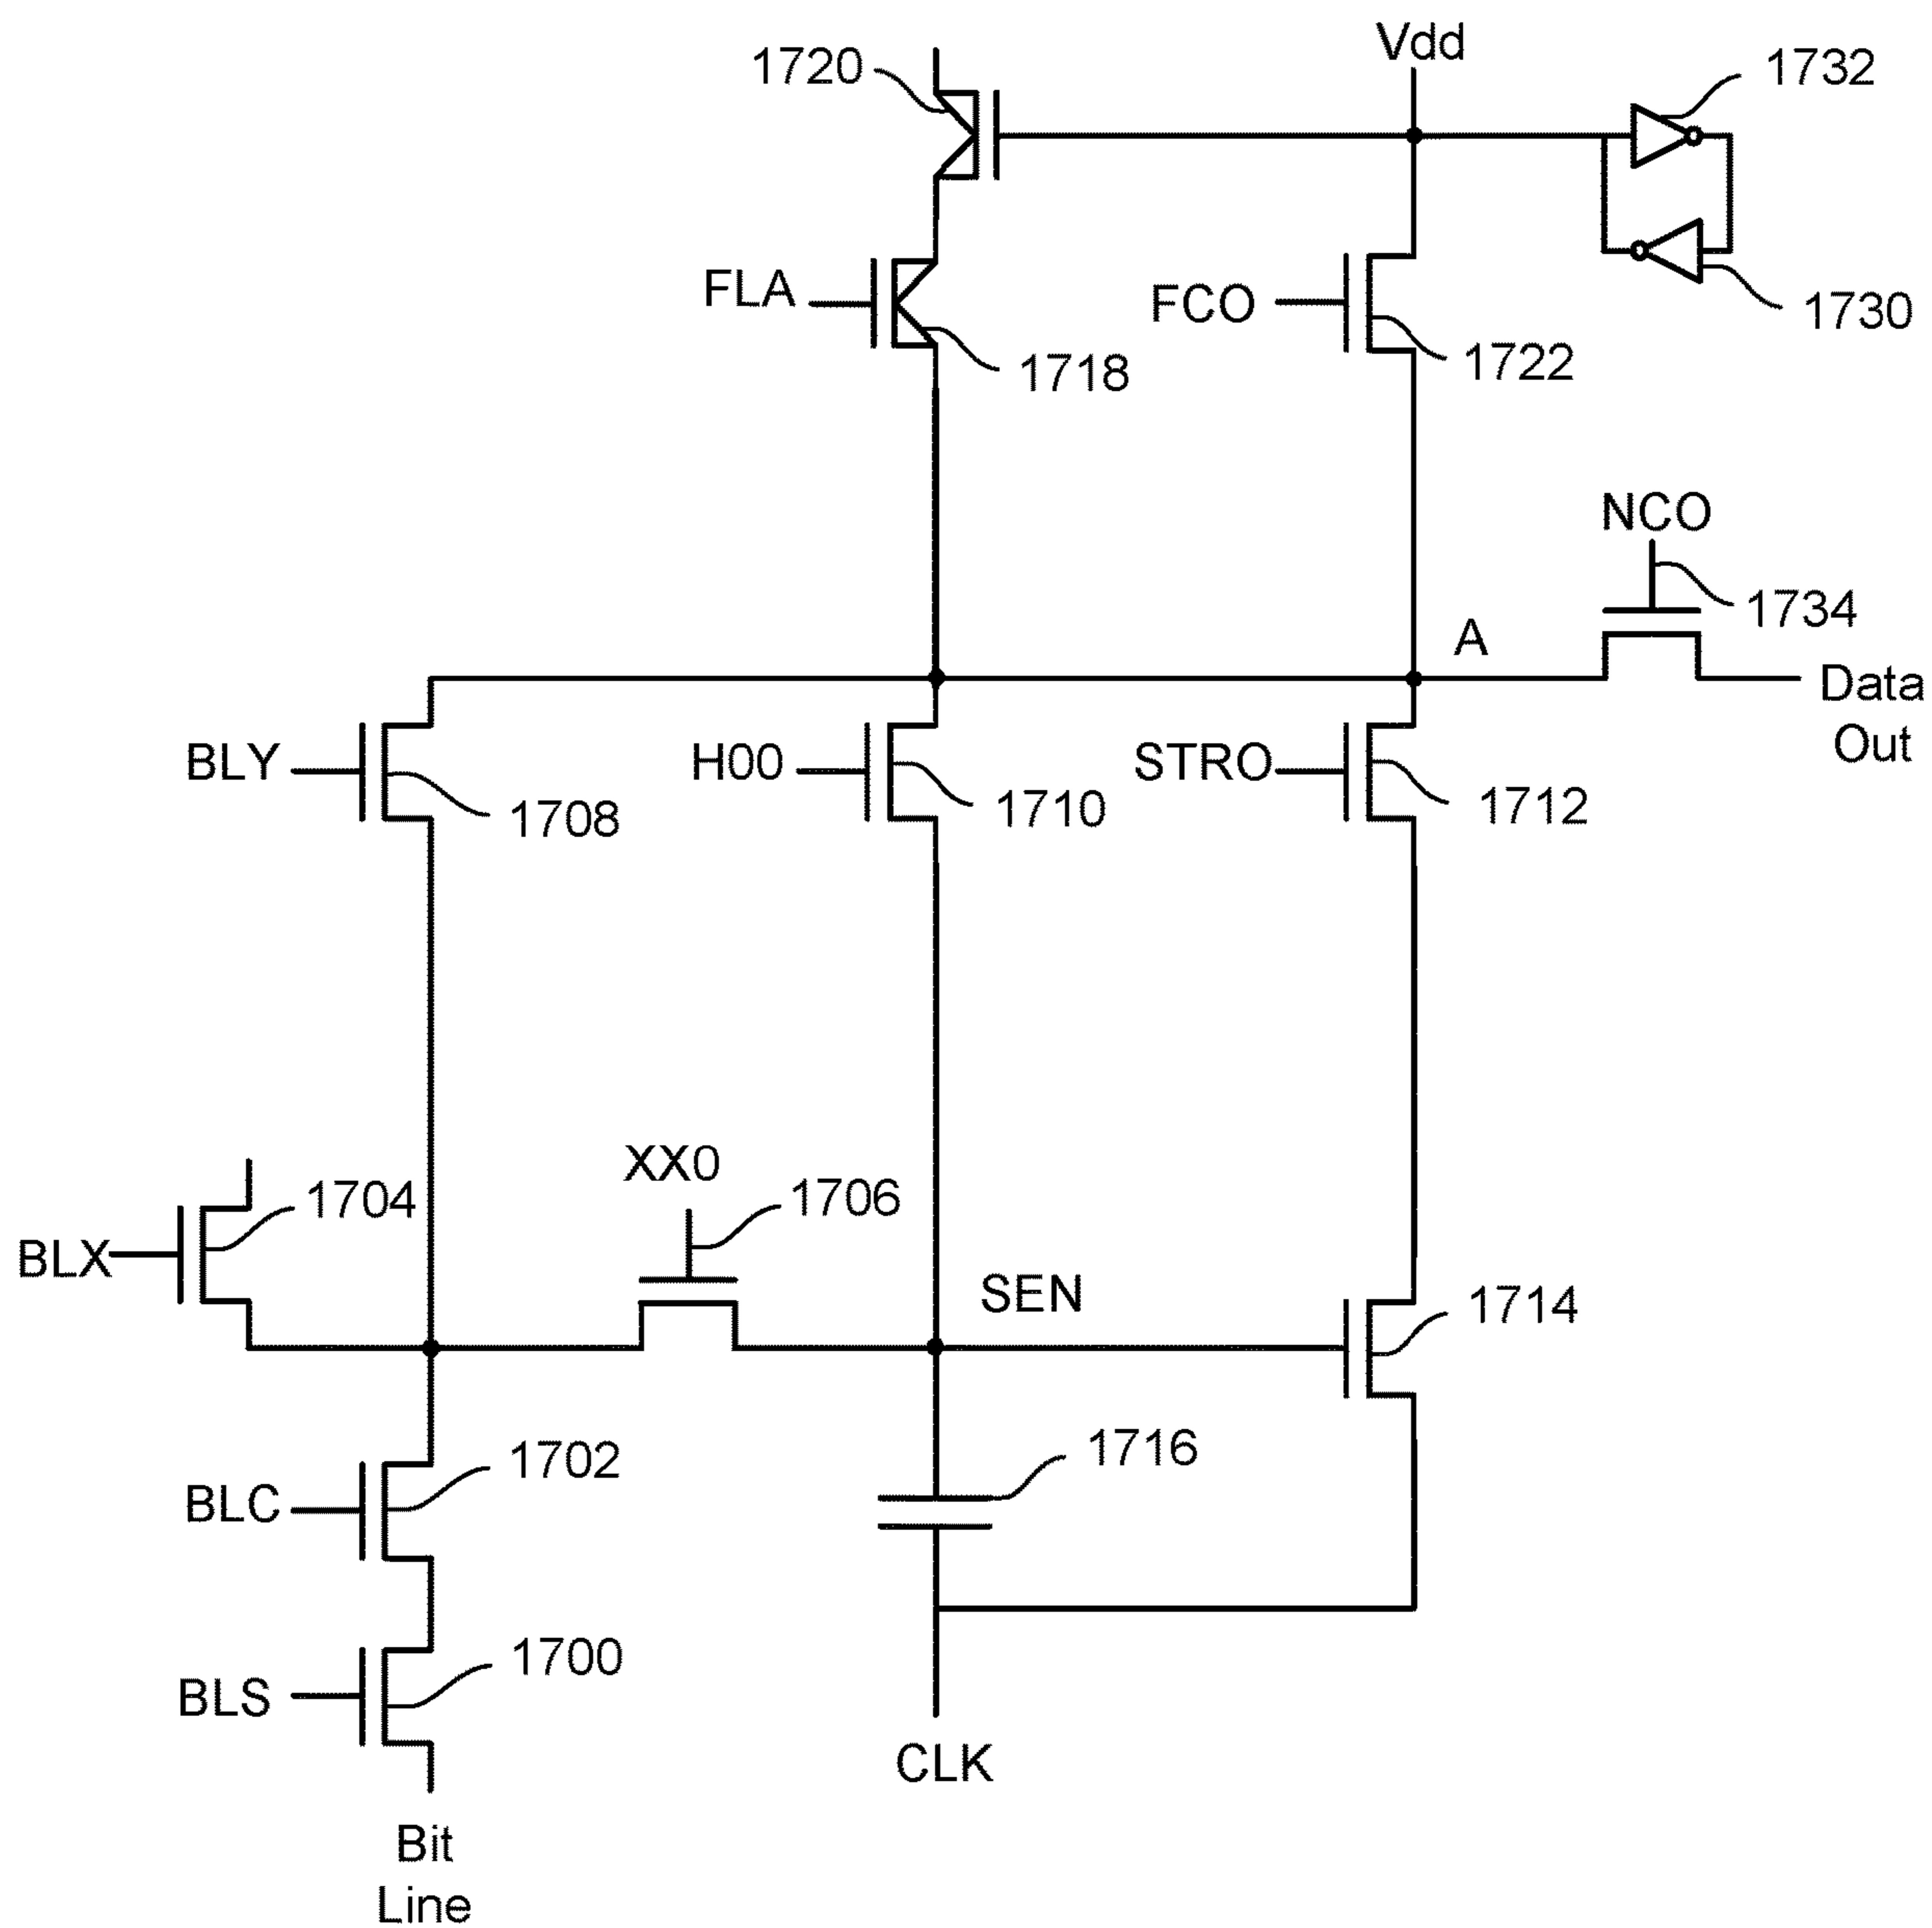 Vdd
1720
1732
FLA
FCO
1730
1718
1722
NCO
1734
A
Data
Out
BLY
H00
STRO
1708
1710
1712
XX0
1706
1704
BLX
SEN
1714
1702
1716
BLC
1700
BLS
CLK
Bit
Line